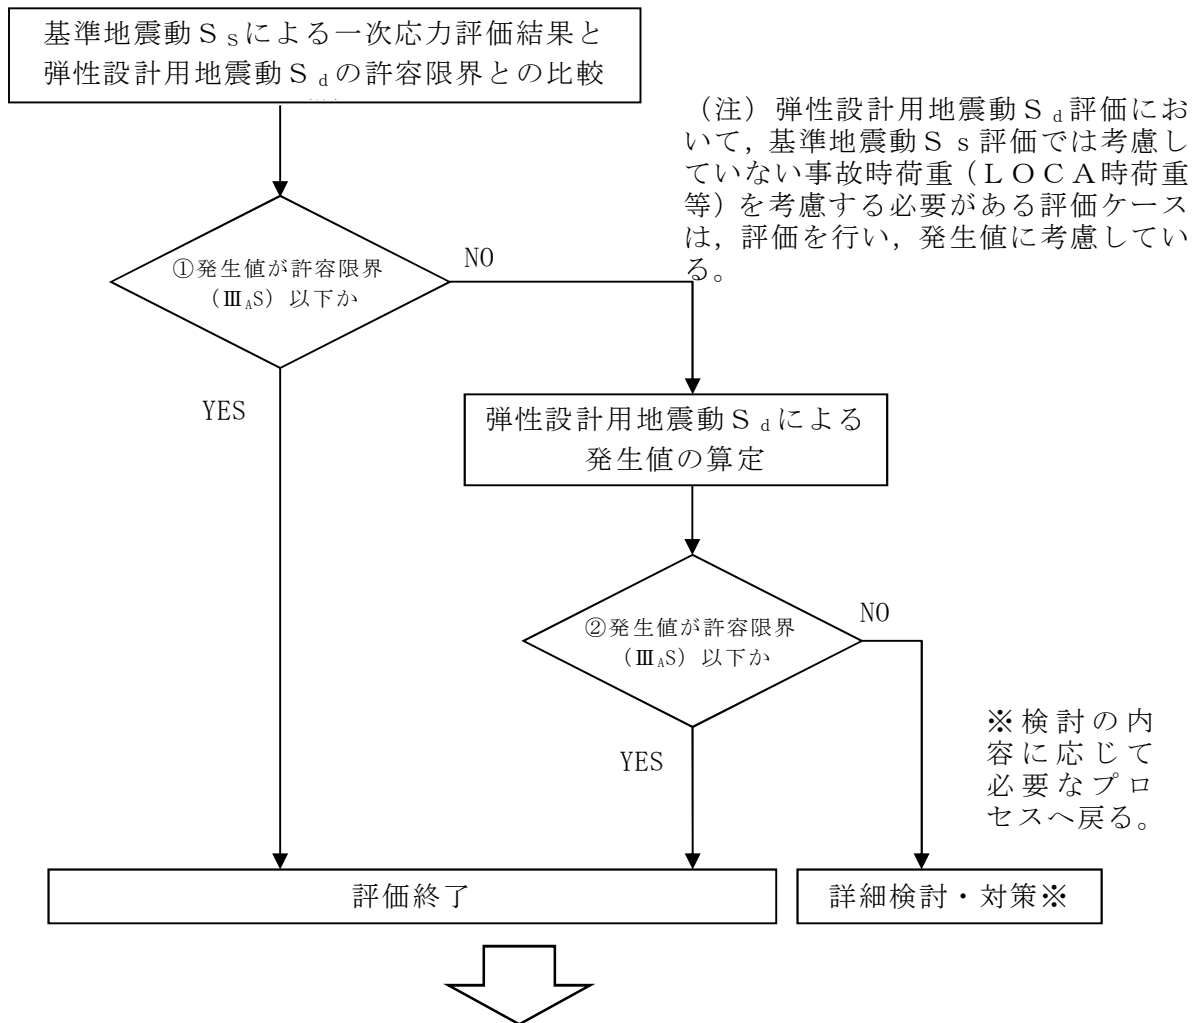 基準地震動Ｓsによる一次応力評価結果と
弾性設計用地震動Ｓdの許容限界との比較
（注）弾性設計用地震動Ｓd評価にお
いて，基準地震動Ｓｓ評価では考慮し
ていない事故時荷重（ＬＯＣＡ時荷重
等）を考慮する必要がある評価ケース
は，評価を行い，発生値に考慮してい
る。
①発生値が許容限界
（ⅢAS）以下か
NO
YES
弾性設計用地震動Ｓdによる
発生値の算定
②発生値が許容限界
（ⅢAS）以下か
NO
YES
※検討の内
容に応じて
必要なプロ
セスへ戻る。
評価終了
詳細検討・対策※